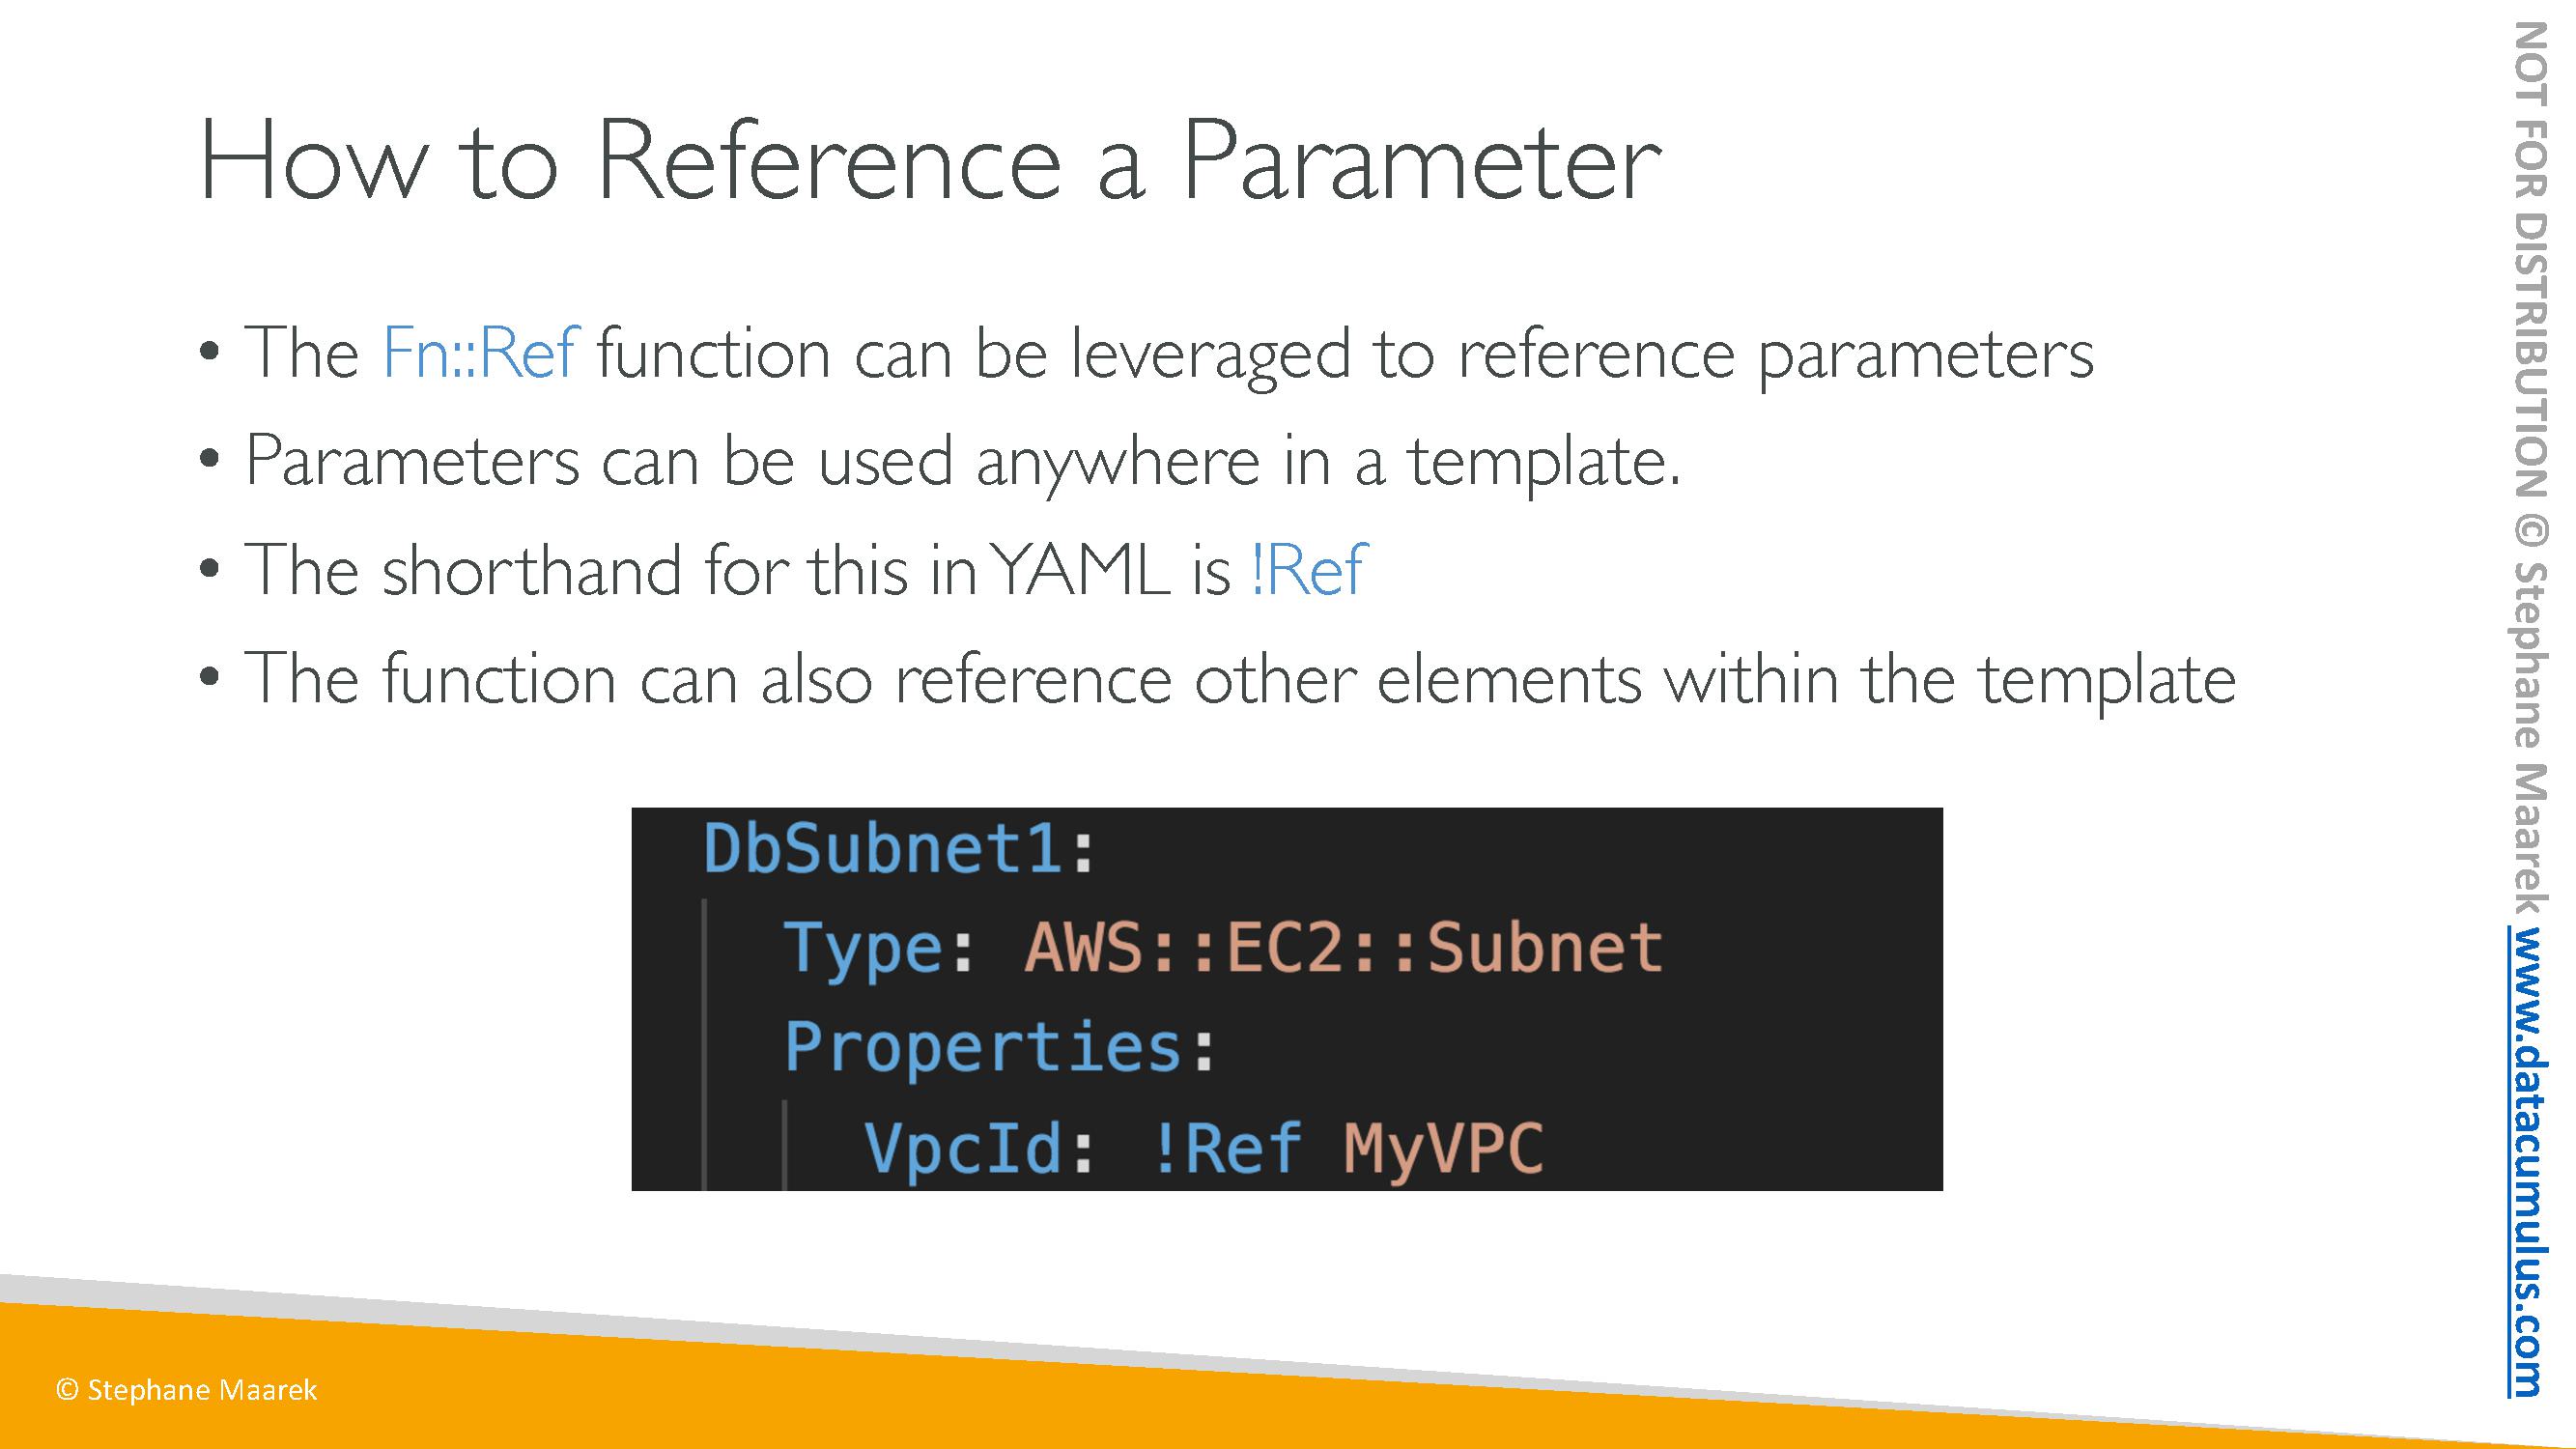 How to Reference a Parameter
• The Fn::Ref function can be leveraged to reference parameters
• Parameters can be used anywhere in a template.
• The shorthand for this in YAML is !Ref
• The function can also reference other elements within the template
DbSubnet1:
Type: AWS::EC2::Subnet
Properties:
VpcId: !Ref MyVPC
© Stephane Maarek
NOT FOR DISTRIBUTION © Stephane Maarek www.datacumulus.com